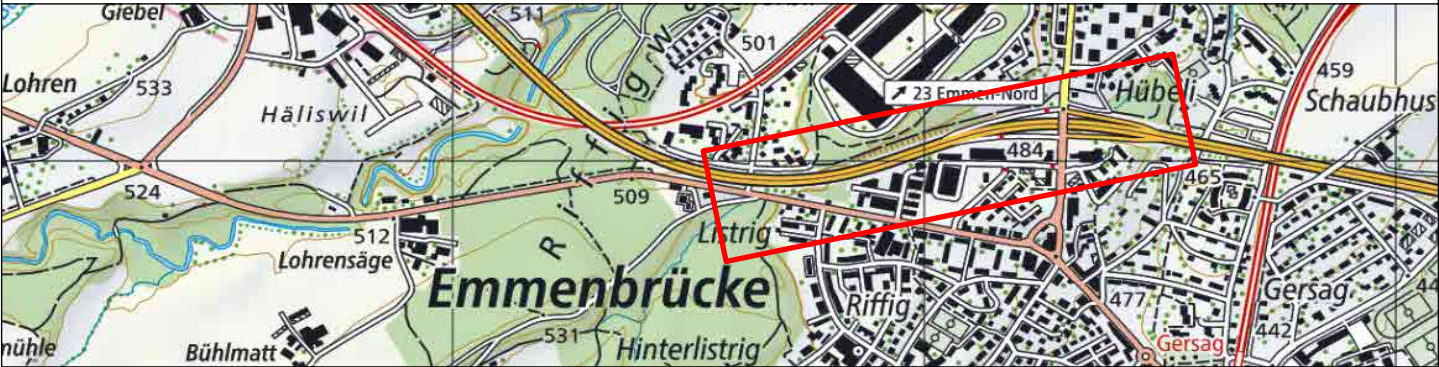 Giebel
511
501
Lohren
533
Häliswil
23 Emmen-Nord
Hübeli
459
Schaubhus
524
509
484
465
512
Listrig
Lohrensäge
Emmenbrücke
Riffig
Riffig
477
Gersag
531
442
Bühlmatt
Hinterlistrig
Gersag